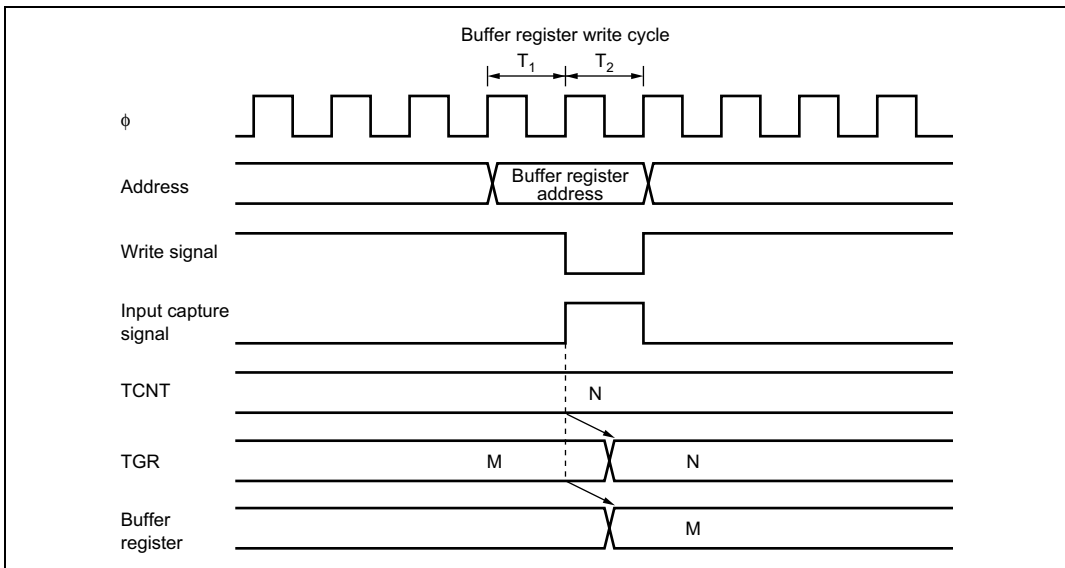 Buffer register write cycle
T₁ T₂
ϕ
Address
Buffer register
address
Write signal
Input capture
signal
TCNT
N
TGR
M N
Buffer
register
M